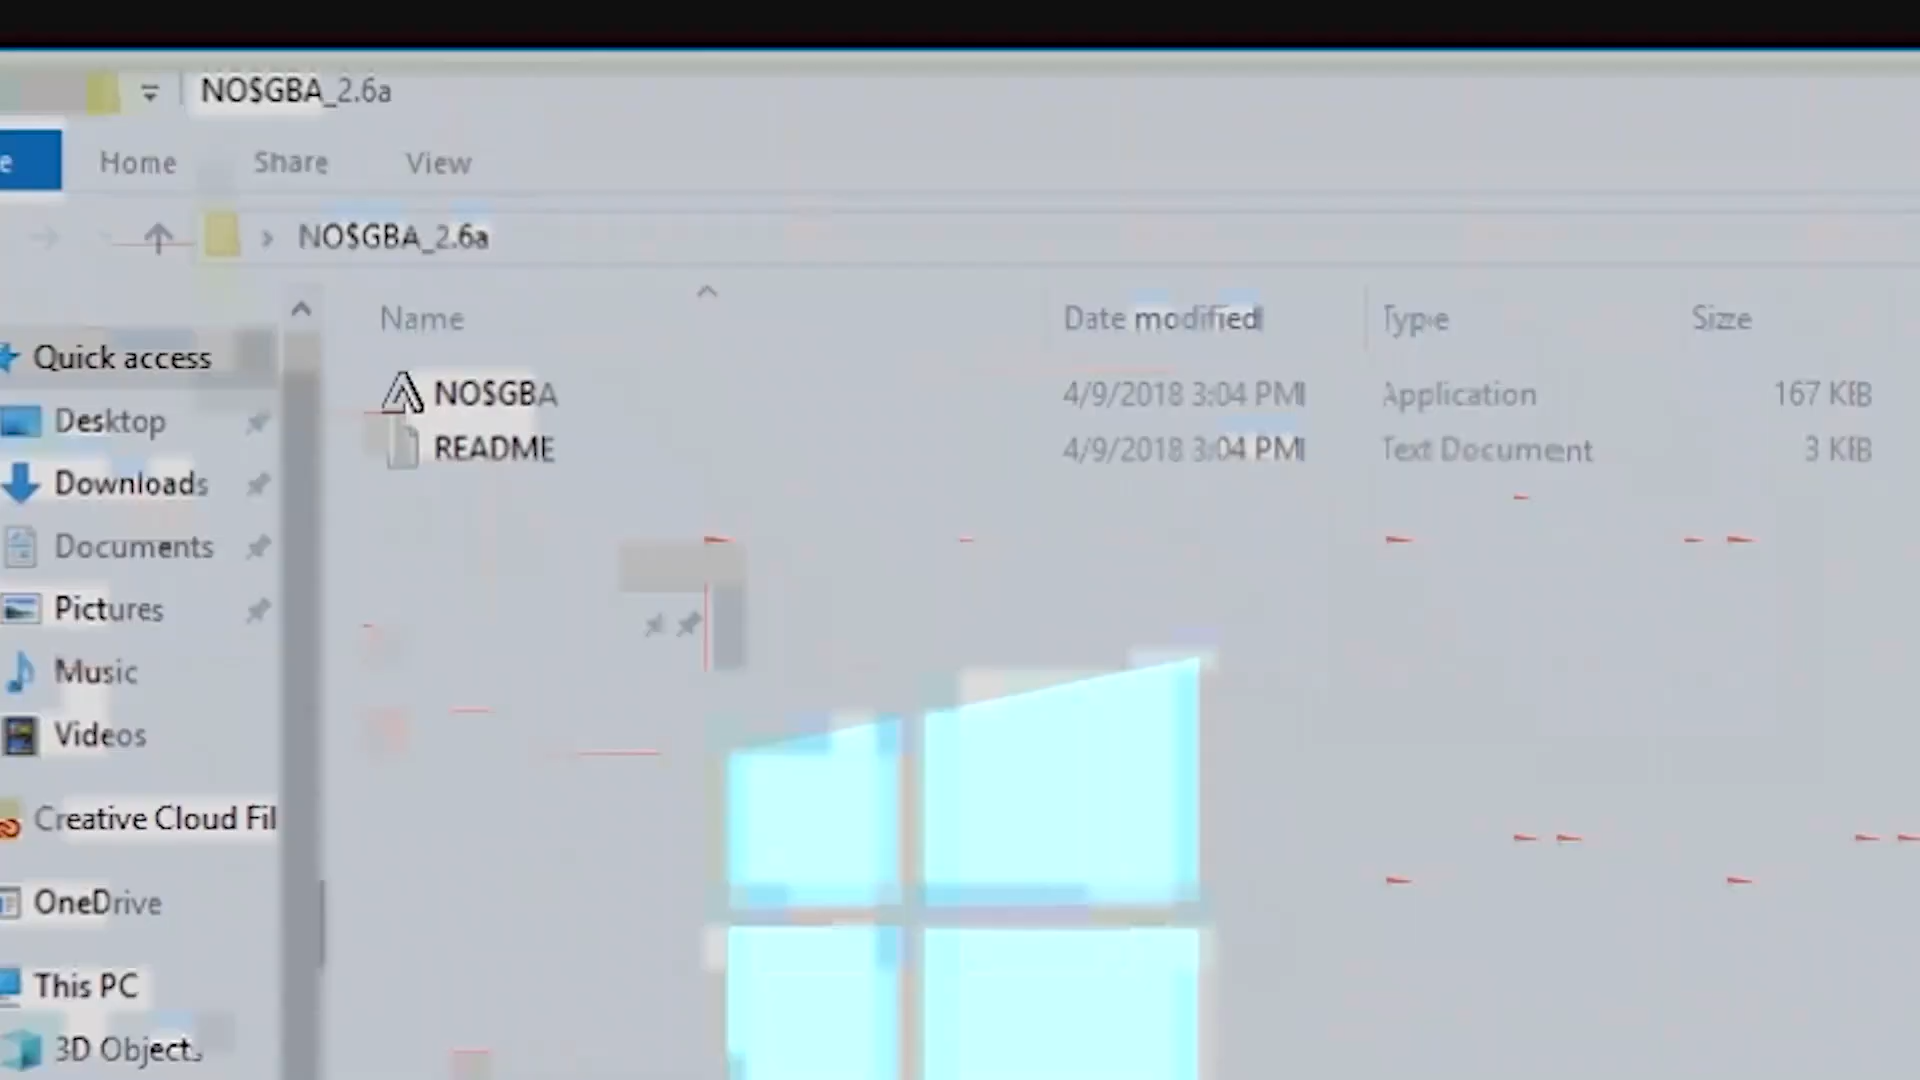 NO$GBA_2.6a
e Home Share View
NO$GBA_2.6a
Name Date modified Type Size
Quick access
NO$GBA 4/9/2018 3:04 PM Application 167 KB
Desktop
README 4/9/2018 3:04 PM Text Document 3 KB
Downloads
Documents
Pictures
Music
Videos
Creative Cloud Fil
OneDrive
This PC
3D Objects